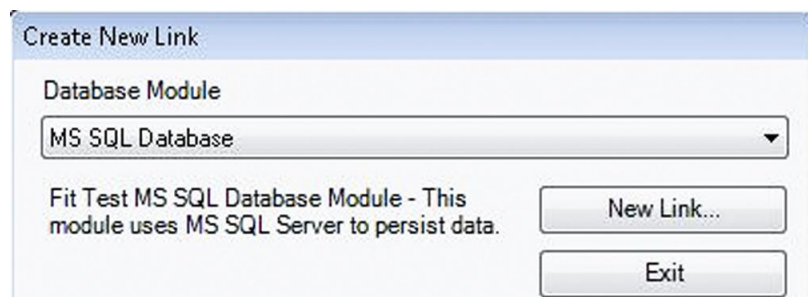 Create New Link
Database Module
MS SQL Database
Fit Test MS SQL Database Module - This
module uses MS SQL Server to persist data.
New Link...
Exit